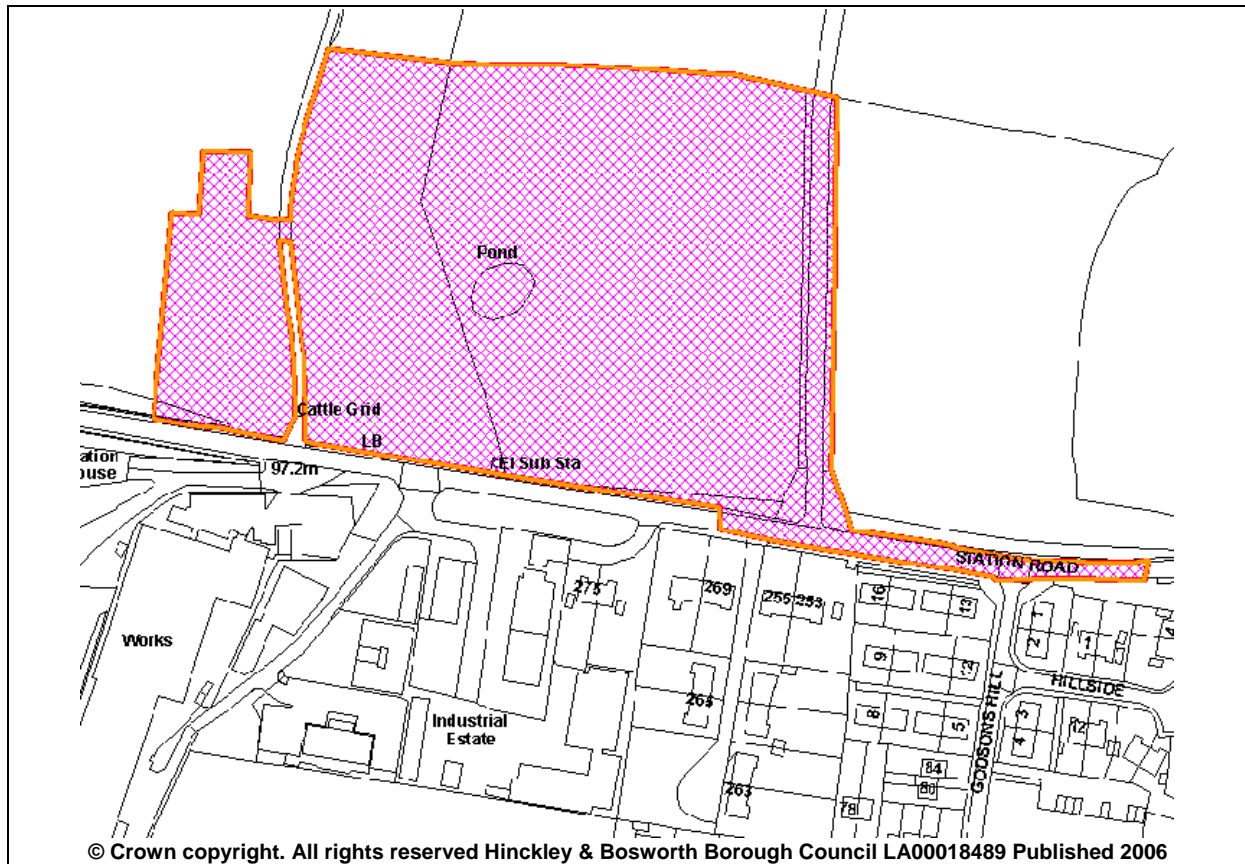 Pond
Cattle Grid
LB
El Sub Sta
ation
ouse
97.2m
STATION ROAD
275
269
255
253
16
13
1
2
1
4
Works
9
12
HILLSIDE
265
GODSONS HILL
8
5
3
4
12
Industrial
Estate
84
80
263
78
© Crown copyright. All rights reserved Hinckley & Bosworth Borough Council LA00018489 Published 2006